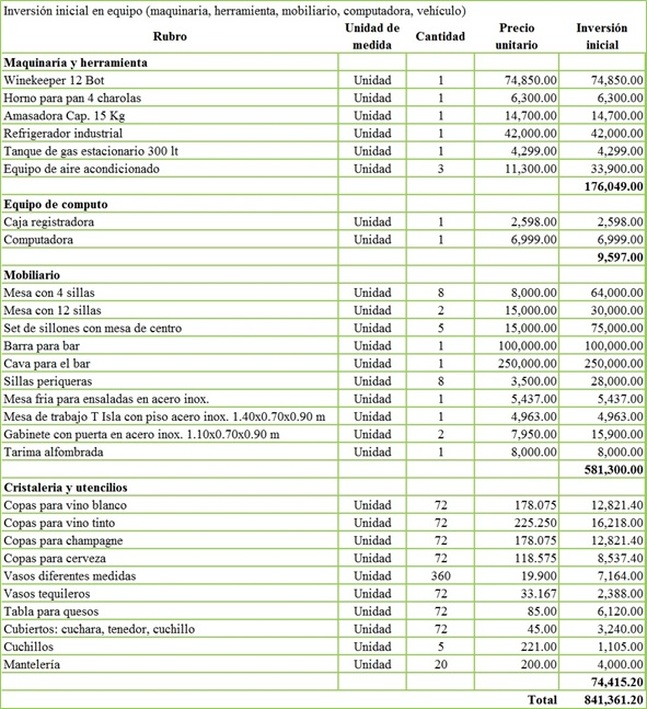 Inversión inicial en equipo (maquinaria, herramienta, mobiliario, computadora, vehículo)
Rubro Unidad de medida Cantidad Precio unitario Inversión inicial
Maquinaria y herramienta
Winekeeper 12 Bot Unidad 1 74,850.00 74,850.00
Horno para pan 4 charolas Unidad 1 6,300.00 6,300.00
Amasadora Cap. 15 Kg Unidad 1 14,700.00 14,700.00
Refrigerador industrial Unidad 1 42,000.00 42,000.00
Tanque de gas estacionario 300 lt Unidad 1 4,299.00 4,299.00
Equipo de aire acondicionado Unidad 3 11,300.00 33,900.00
176,049.00
Equipo de computo
Caja registradora Unidad 1 2,598.00 2,598.00
Computadora Unidad 1 6,999.00 6,999.00
9,597.00
Mobiliario
Mesa con 4 sillas Unidad 8 8,000.00 64,000.00
Mesa con 12 sillas Unidad 2 15,000.00 30,000.00
Set de sillones con mesa de centro Unidad 5 15,000.00 75,000.00
Barra para bar Unidad 1 100,000.00 100,000.00
Cava para el bar Unidad 1 250,000.00 250,000.00
Sillas periqueras Unidad 8 3,500.00 28,000.00
Mesa fria para ensaladas en acero inox. Unidad 1 5,437.00 5,437.00
Mesa de trabajo T Isla con piso acero inox. 1.40x0.70x0.90 m Unidad 1 4,963.00 4,963.00
Gabinete con puerta en acero inox. 1.10x0.70x0.90 m Unidad 2 7,950.00 15,900.00
Tarima alfombrada Unidad 1 8,000.00 8,000.00
581,300.00
Cristaleria y utencilios
Copas para vino blanco Unidad 72 178.075 12,821.40
Copas para vino tinto Unidad 72 225.250 16,218.00
Copas para champagne Unidad 72 178.075 12,821.40
Copas para cerveza Unidad 72 118.575 8,537.40
Vasos diferentes medidas Unidad 360 19.900 7,164.00
Vasos tequileros Unidad 72 33.167 2,388.00
Tabla para quesos Unidad 72 85.00 6,120.00
Cubiertos: cuchara, tenedor, cuchillo Unidad 72 45.00 3,240.00
Cuchillos Unidad 5 221.00 1,105.00
Mantelería Unidad 20 200.00 4,000.00
74,415.20
Total 841,361.20